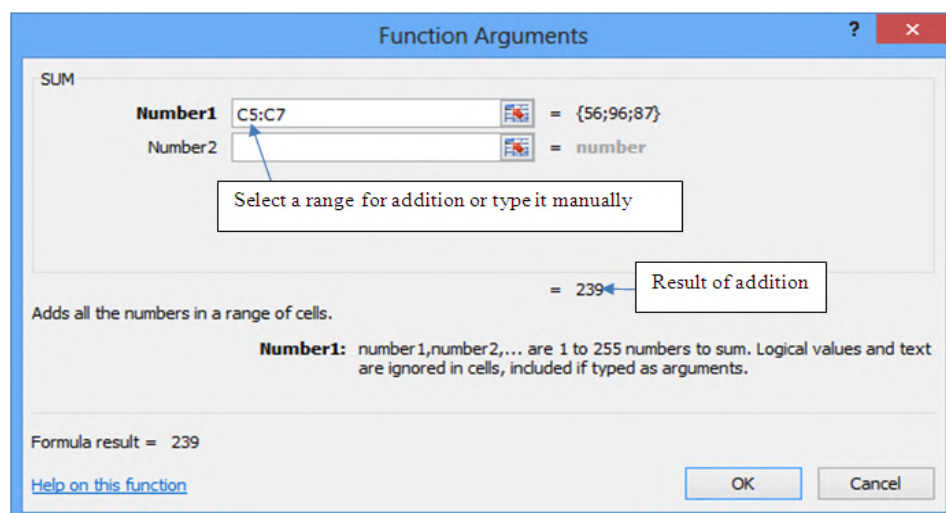 Function Arguments
?
×
SUM
Number1 C5:C7 = {56;96;87}
Number2 = number
Select a range for addition or type it manually
= 239
Result of addition
Adds all the numbers in a range of cells.
Number1: number1,number2,... are 1 to 255 numbers to sum. Logical values and text
are ignored in cells, included if typed as arguments.
Formula result = 239
Help on this function
OK
Cancel